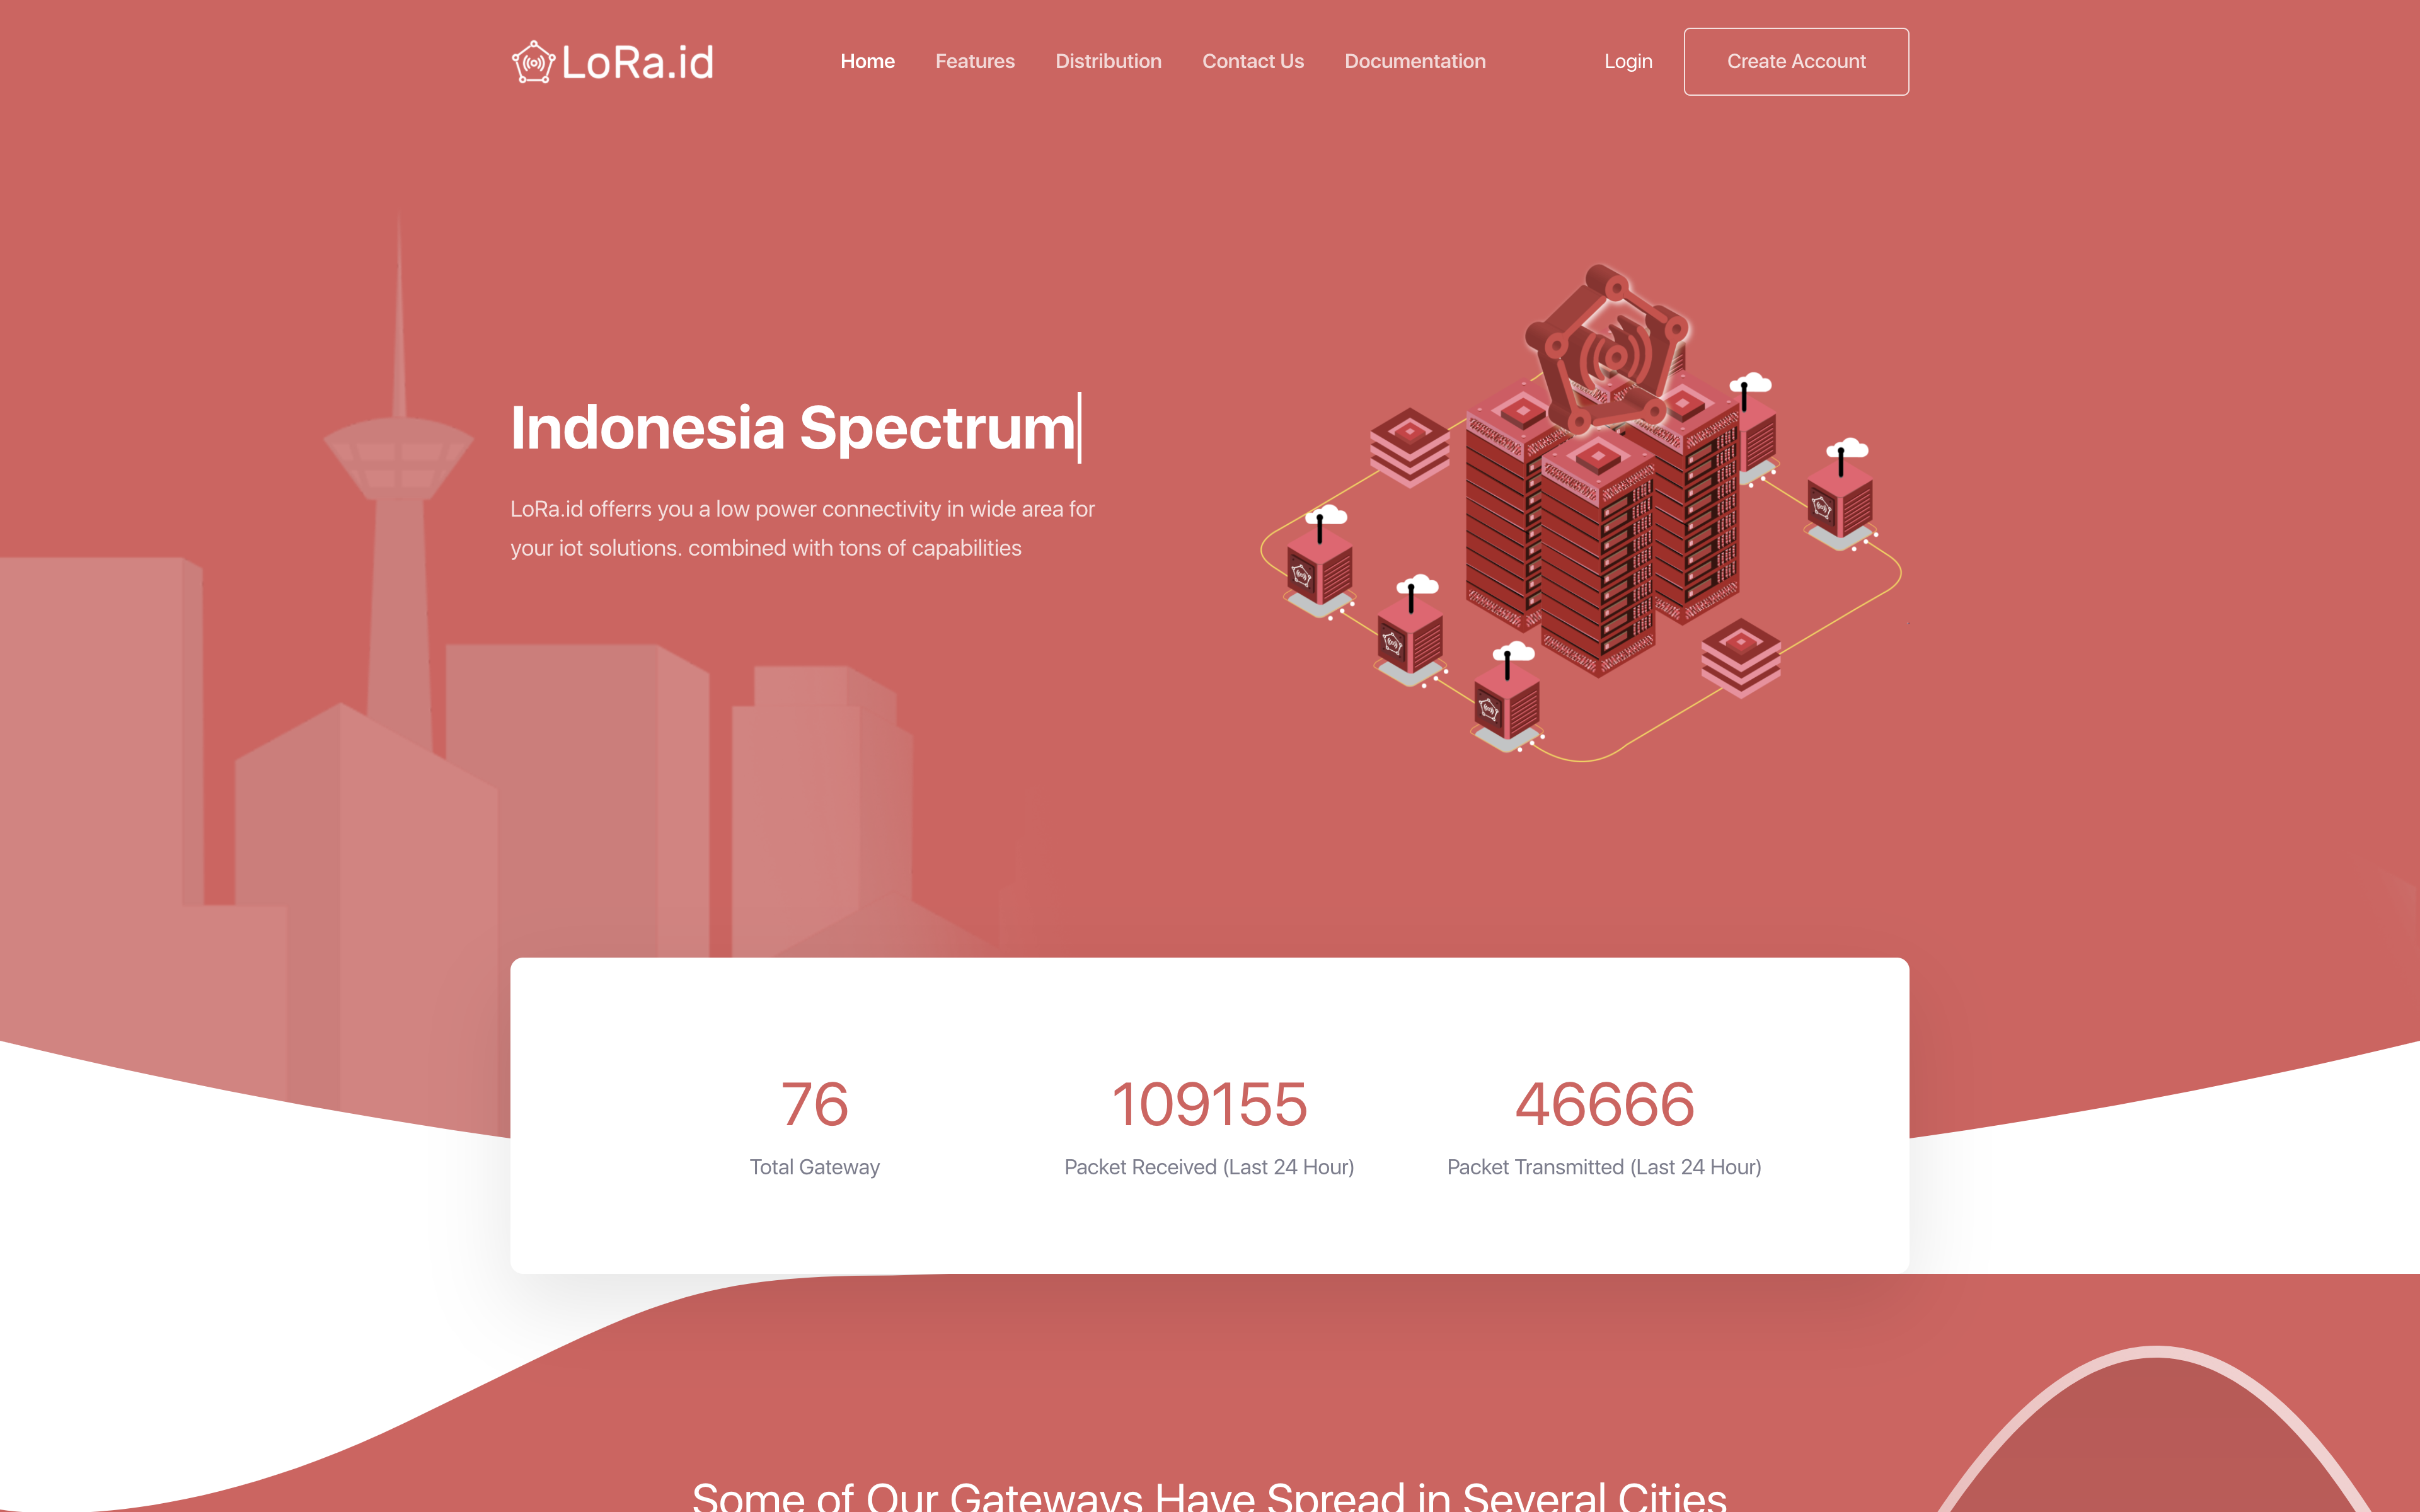 LoRa.id
Home Features Distribution Contact Us Documentation Login Create Account
Indonesia Spectrum
LoRa.id offerrs you a low power connectivity in wide area for
your iot solutions. combined with tons of capabilities
76 109155 46666
Total Gateway Packet Received (Last 24 Hour) Packet Transmitted (Last 24 Hour)
Some of Our Gateways Have Spread in Several Cities